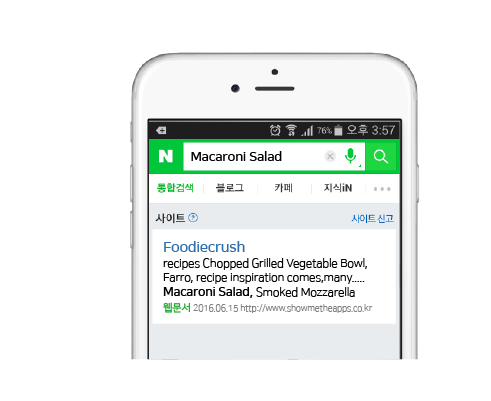 76% 오후 3:57
N Macaroni Salad
통합검색 블로그 카페 지식iN
사이트 ? 사이트 신고
Foodiecrush
recipes Chopped Grilled Vegetable Bowl,
Farro, recipe inspiration comes,many.....
Macaroni Salad, Smoked Mozzarella
웹문서 2016.06.15 http://www.showmetheapps.co.kr